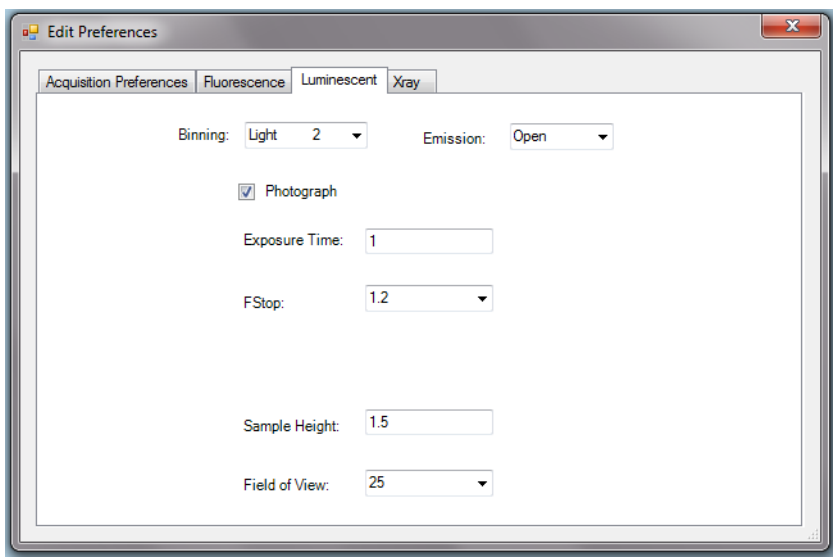 Edit Preferences
Acquisition Preferences Fluorescence Luminescent Xray
Binning: Light 2 Emission: Open
Photograph
Exposure Time: 1
FStop: 1.2
Sample Height: 1.5
Field of View: 25